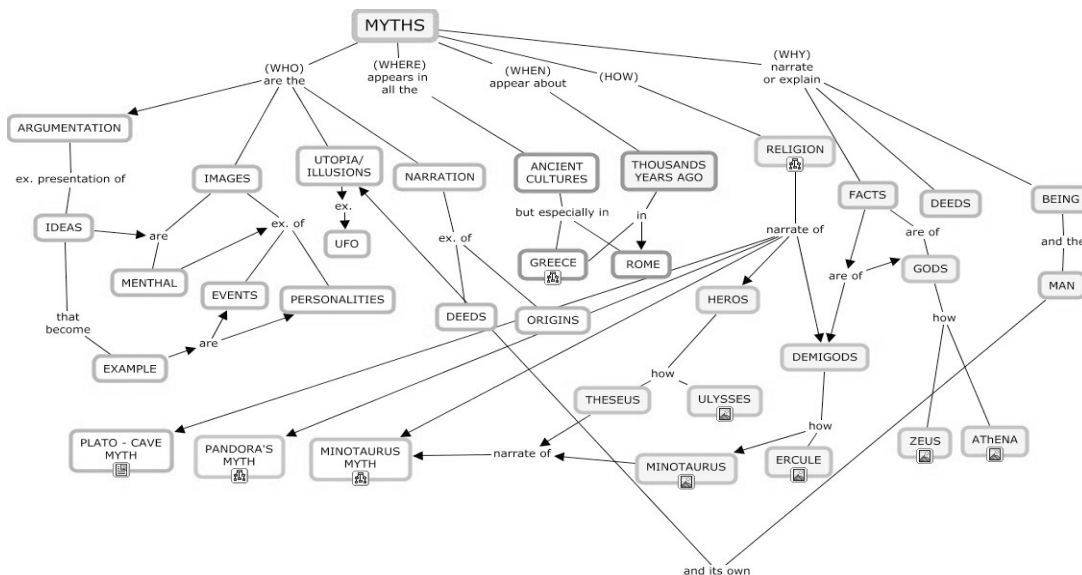 MYTHS
(WHO)
are the
(WHERE)
appears in
all the
(WHEN)
appear about
(HOW)
(WHY)
narrate
or explain
ARGUMENTATION
IMAGES
UTOPIA/
ILLUSIONS
NARRATION
ANCIENT
CULTURES
THOUSANDS
YEARS AGO
RELIGION
FACTS
DEEDS
BEING
ex. presentation of
ex.
but especially in
in
IDEAS
are
ex. of
UFO
ex. of
GREECE
ROME
narrate of
are of
and the
MENTHAL
are of
GODS
EVENTS
PERSONALITIES
DEEDS
ORIGINS
HEROS
MAN
that
become
are
how
EXAMPLE
DEMIGODS
how
THESEUS
ULYSSES
how
PLATO - CAVE
MYTH
PANDORA'S
MYTH
MINOTAURUS
MYTH
narrate of
MINOTAURUS
ERCULE
ZEUS
AThENA
and its own